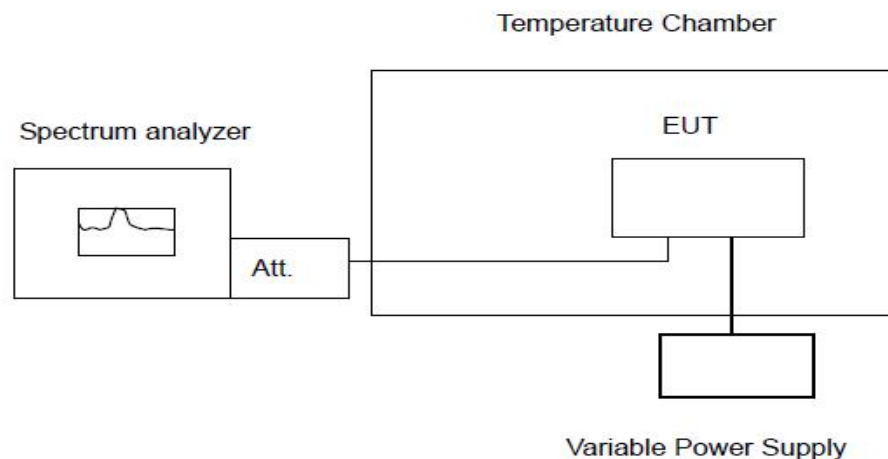 Temperature Chamber
Spectrum analyzer
EUT
Att.
Variable Power Supply